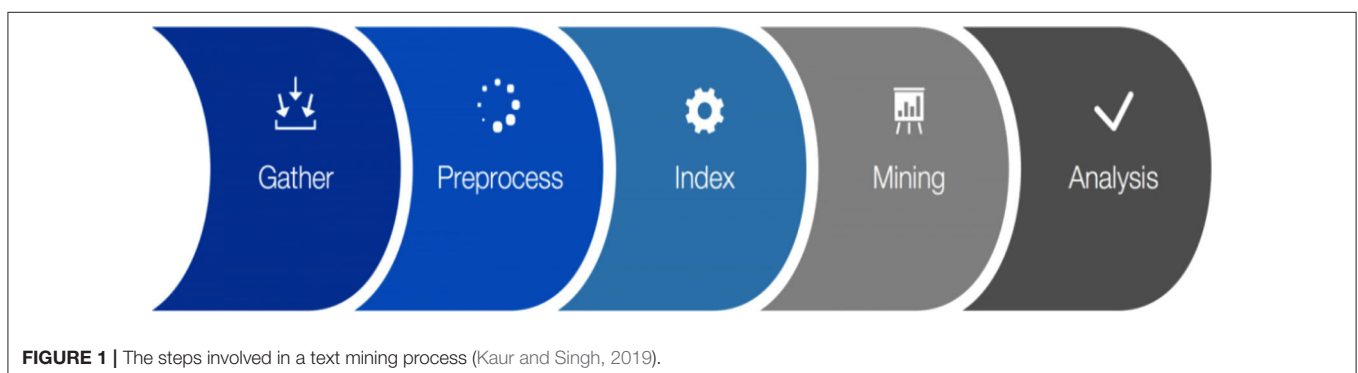 Gather
Preprocess
Index
Mining
Analysis
FIGURE 1 | The steps involved in a text mining process (Kaur and Singh, 2019).